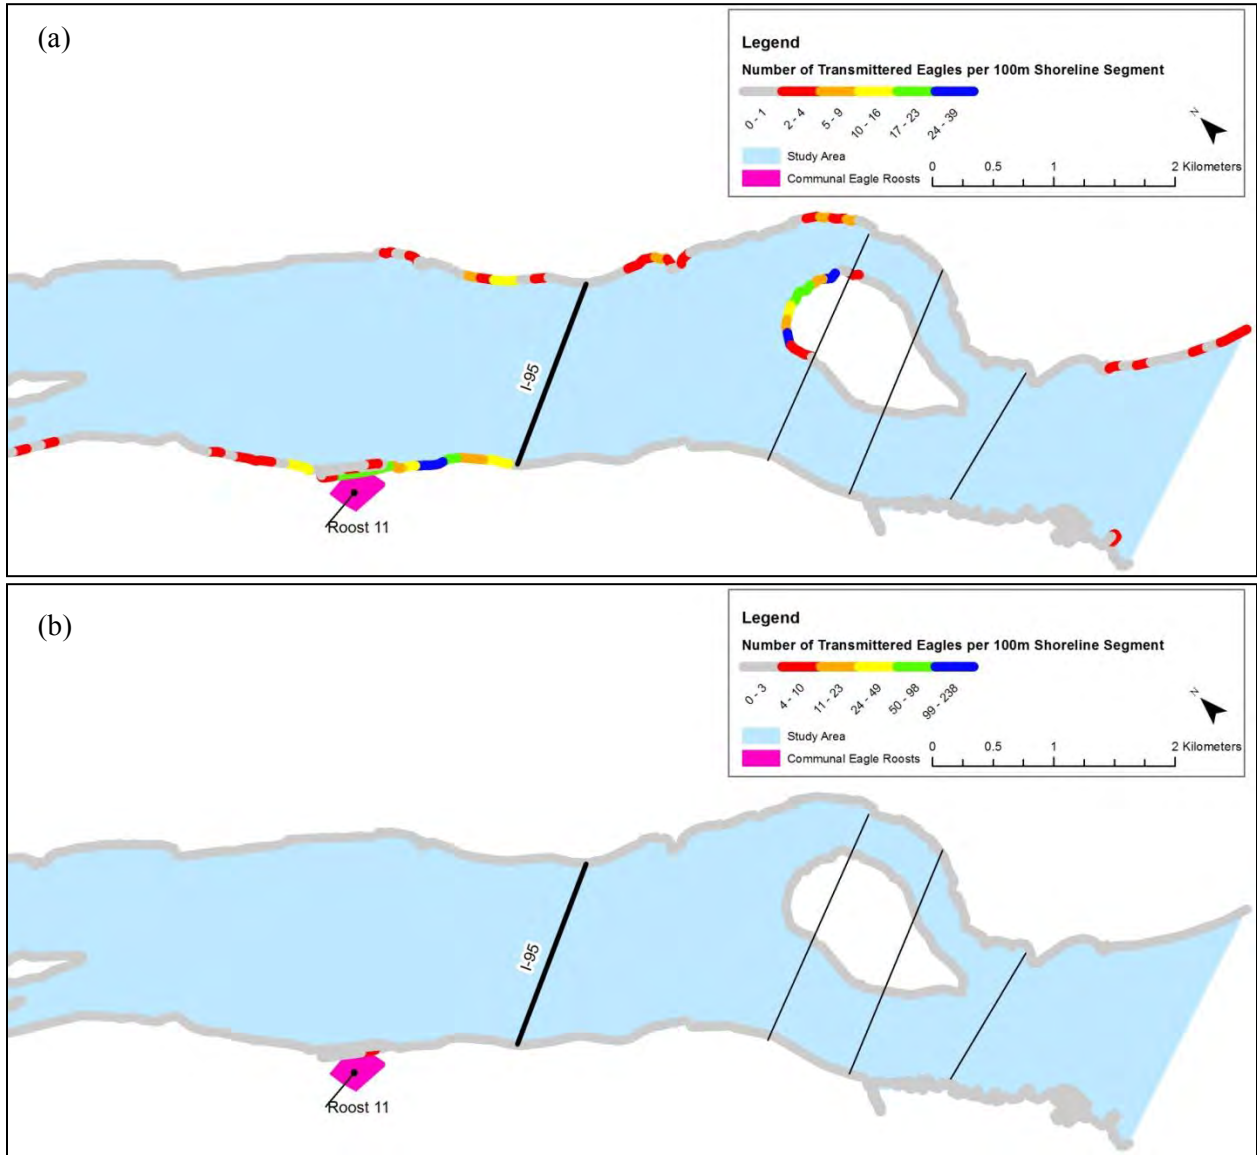 (a)
Legend
Number of Transmittered Eagles per 100m Shoreline Segment
0 - 1
2 - 4
5 - 9
10 - 16
17 - 23
24 - 39
N
Study Area
Communal Eagle Roosts
0 0.5 1 2 Kilometers
I-95
Roost 11
(b)
Legend
Number of Transmittered Eagles per 100m Shoreline Segment
0 - 3
4 - 10
11 - 23
24 - 49
50 - 98
99 - 238
N
Study Area
Communal Eagle Roosts
0 0.5 1 2 Kilometers
I-95
Roost 11